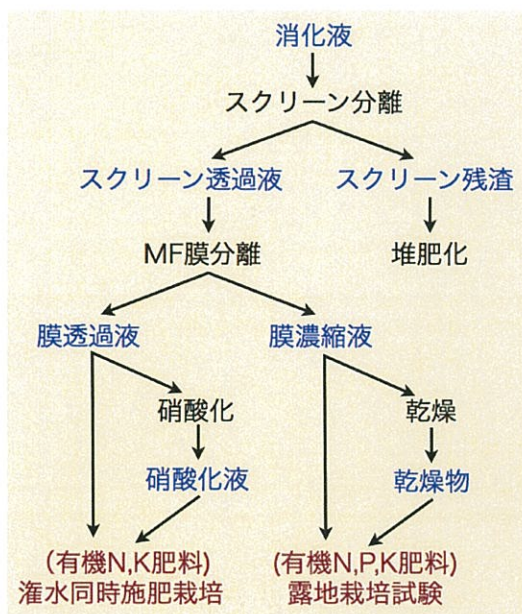 消化液
スクリーン分離
スクリーン透過液 スクリーン残渣
MF膜分離 堆肥化
膜透過液 膜濃縮液
硝酸化 乾燥
硝酸化液 乾燥物
(有機N,K肥料) (有機N,P,K肥料)
潅水同時施肥栽培 露地栽培試験